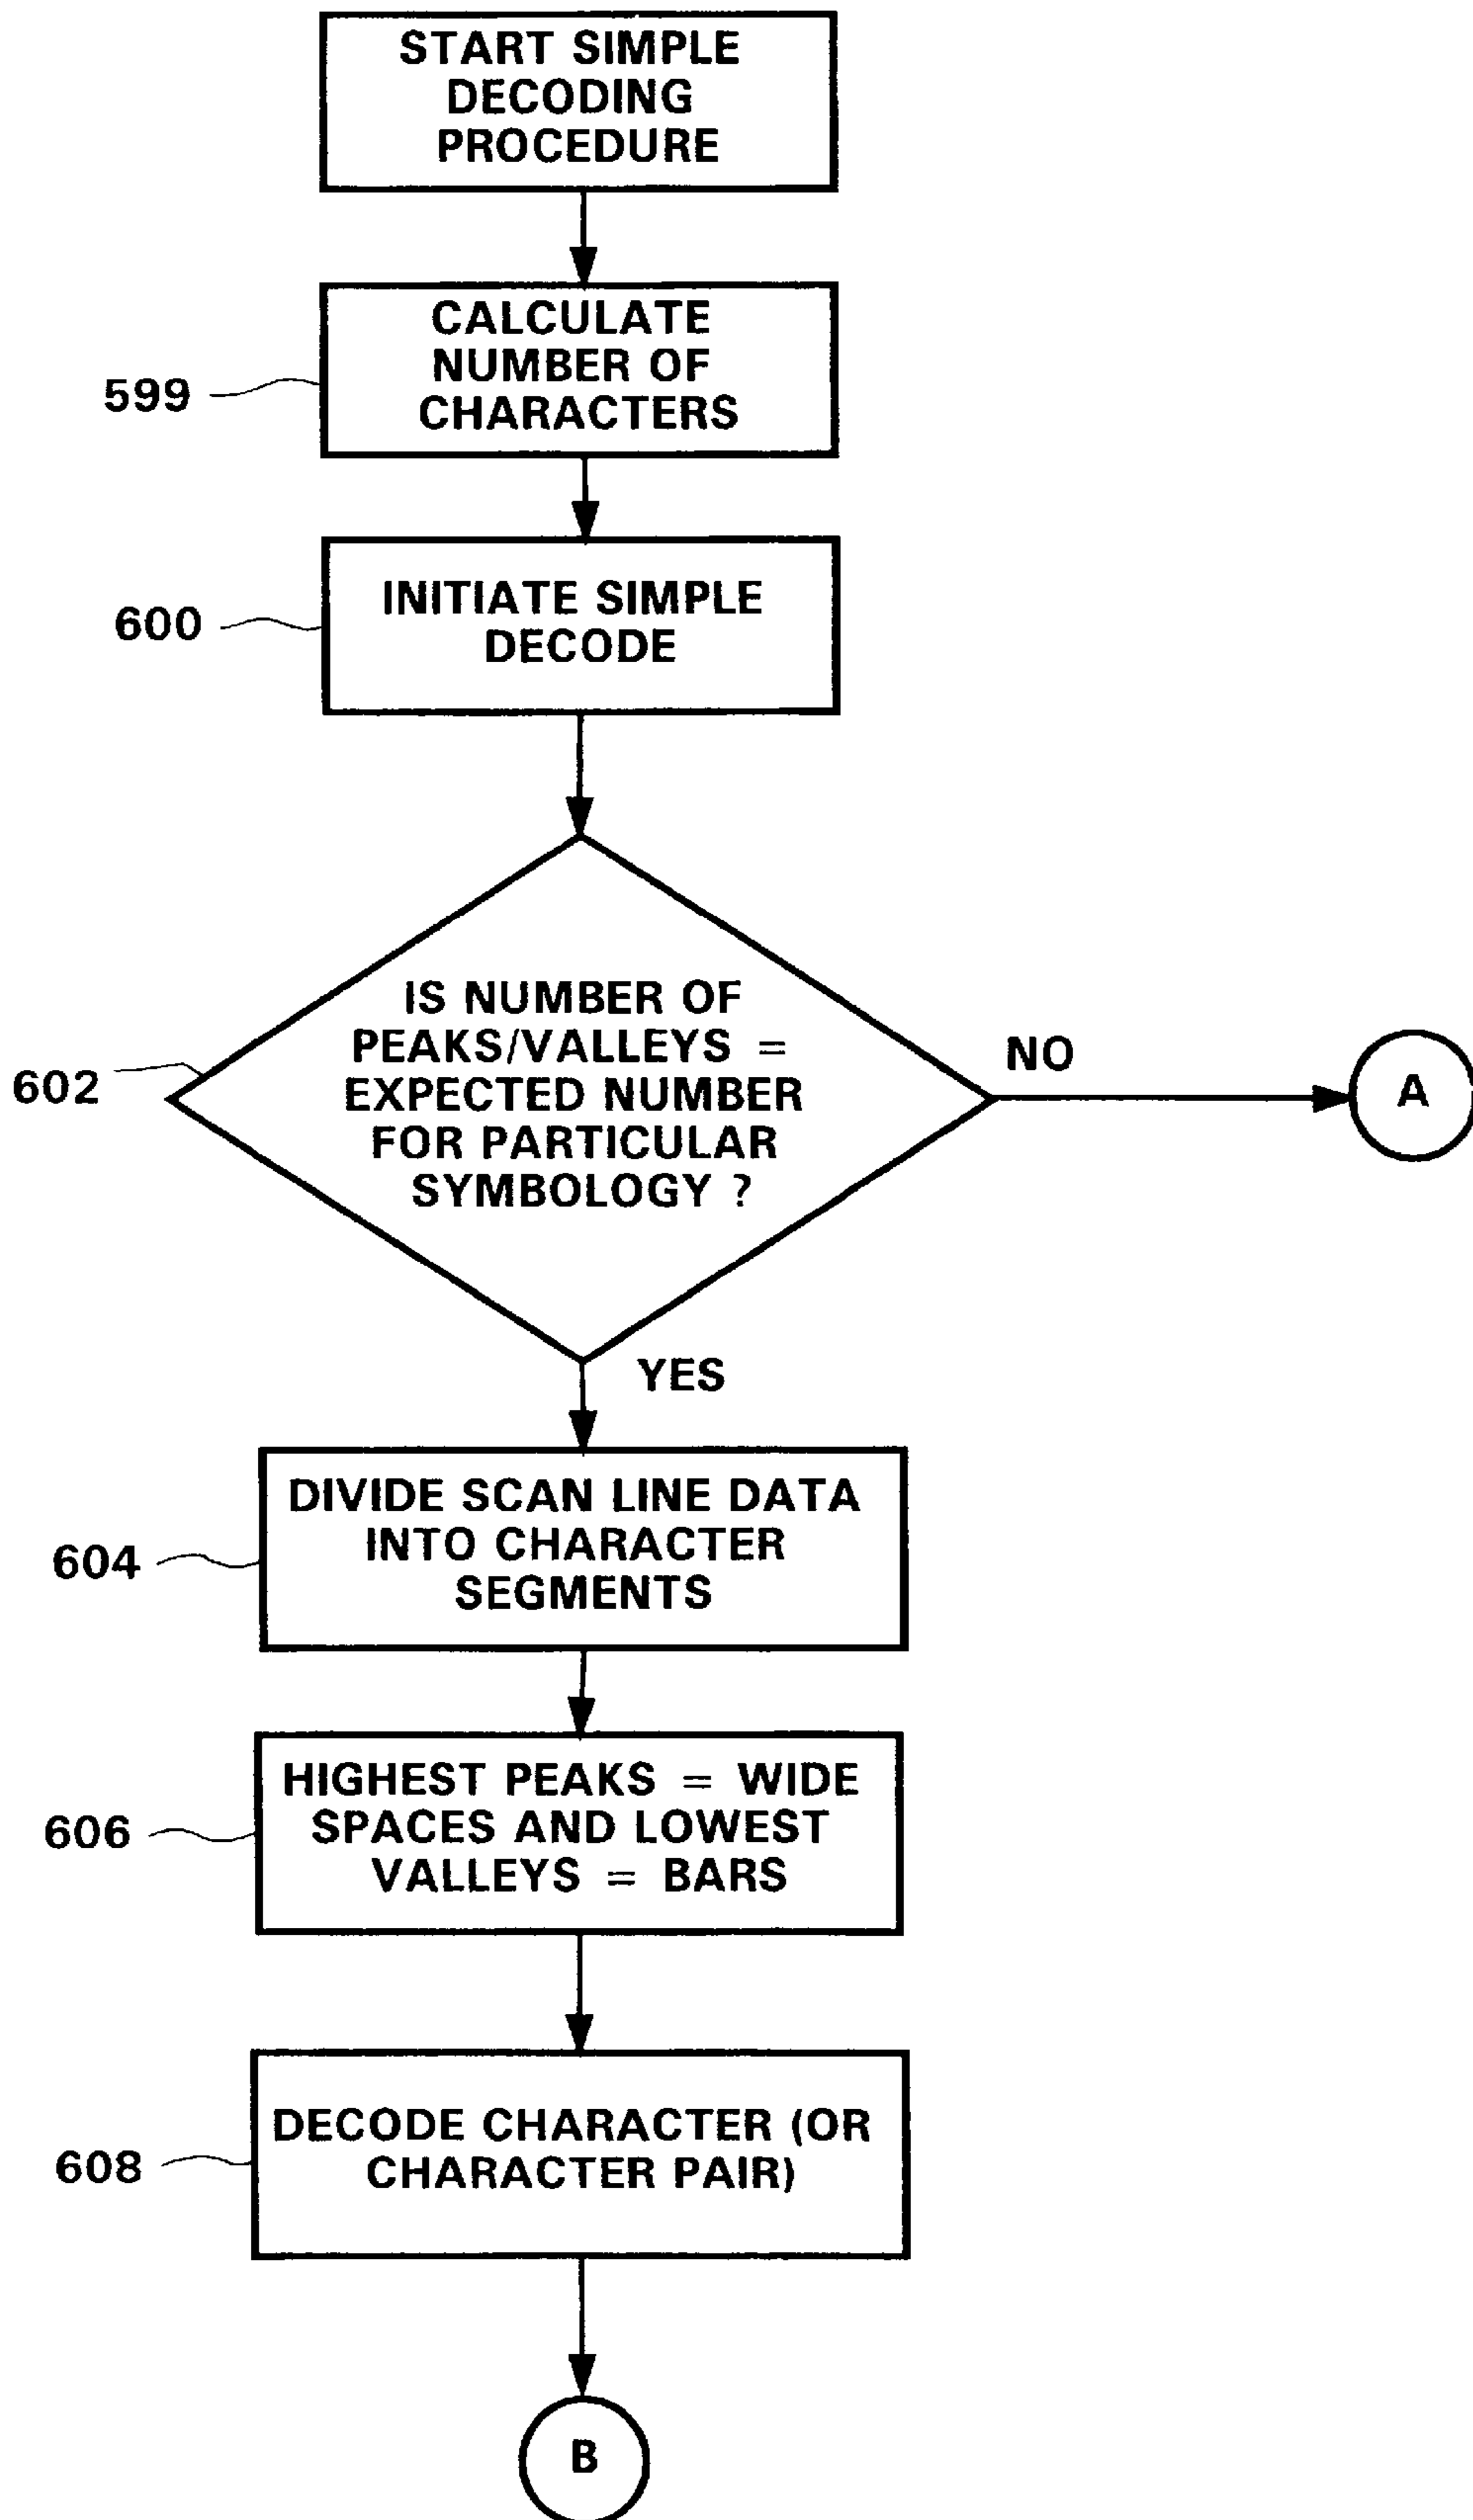 START SIMPLE
DECODING
PROCEDURE
CALCULATE
NUMBER OF
CHARACTERS
599
INITIATE SIMPLE
DECODE
600
IS NUMBER OF
PEAKS/VALLEYS =
EXPECTED NUMBER
FOR PARTICULAR
SYMBOLOGY ?
602
NO
A
YES
DIVIDE SCAN LINE DATA
INTO CHARACTER
SEGMENTS
604
HIGHEST PEAKS = WIDE
SPACES AND LOWEST
VALLEYS = BARS
606
DECODE CHARACTER (OR
CHARACTER PAIR)
608
B